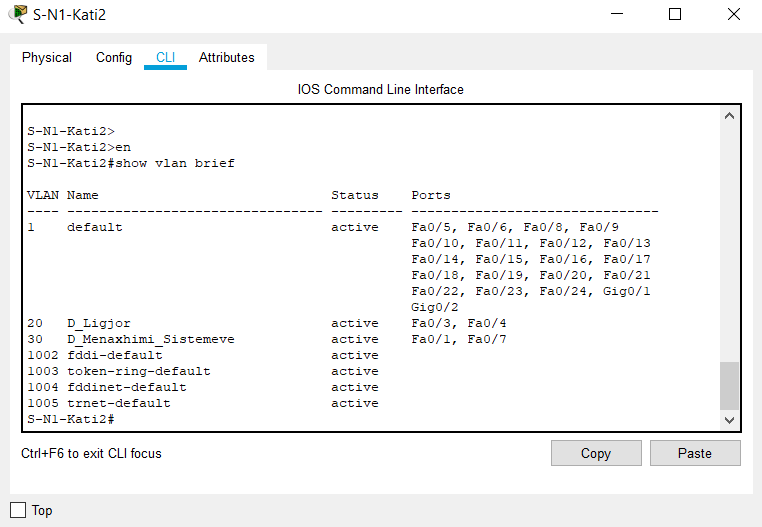 S-N1-Kati2
Physical Config CLI Attributes
IOS Command Line Interface
S-N1-Kati2>
S-N1-Kati2>en
S-N1-Kati2#show vlan brief
VLAN Name                             Status    Ports
---- -------------------------------- --------- -------------------------------
1    default                          active    Fa0/5, Fa0/6, Fa0/8, Fa0/9
                                                Fa0/10, Fa0/11, Fa0/12, Fa0/13
                                                Fa0/14, Fa0/15, Fa0/16, Fa0/17
                                                Fa0/18, Fa0/19, Fa0/20, Fa0/21
                                                Fa0/22, Fa0/23, Fa0/24, Gig0/1
                                                Gig0/2
20   D_Ligjor                         active    Fa0/3, Fa0/4
30   D_Menaxhimi_Sistemeve            active    Fa0/1, Fa0/7
1002 fddi-default                     active
1003 token-ring-default               active
1004 fddinet-default                  active
1005 trnet-default                    active
S-N1-Kati2#
Ctrl+F6 to exit CLI focus
Copy Paste
Top